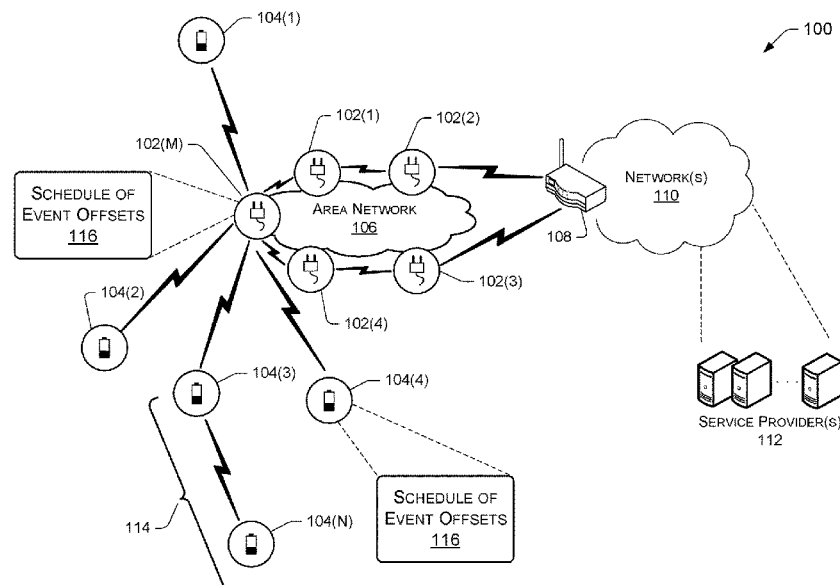 104(1)
100
102(1)
102(2)
102(M)
SCHEDULE OF
EVENT OFFSETS
116
AREA NETWORK
106
NETWORK(S)
110
108
104(2)
102(3)
102(4)
104(3)
104(4)
SERVICE PROVIDER(S)
112
SCHEDULE OF
EVENT OFFSETS
116
114
104(N)